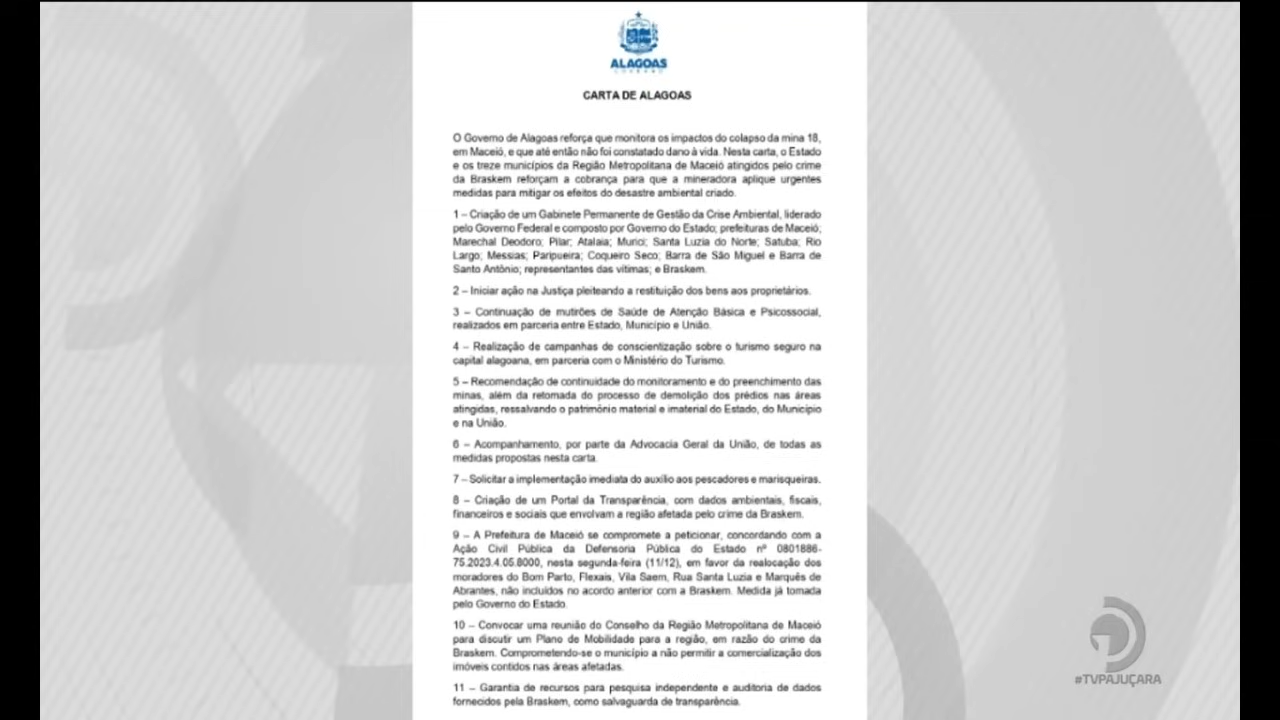 ALAGOAS
GOVERNO
CARTA DE ALAGOAS
O Governo de Alagoas reforça que monitora os impactos do colapso da mina 18,
em Maceió, e que até então não foi constatado dano à vida. Nesta carta, o Estado
e os treze municípios da Região Metropolitana de Maceió atingidos pelo crime
da Braskem reforçam a cobrança para que a mineradora aplique urgentes
medidas para mitigar os efeitos do desastre ambiental criado.
1 – Criação de um Gabinete Permanente de Gestão da Crise Ambiental, liderado
pelo Governo Federal e composto por Governo do Estado; prefeituras de Maceió;
Marechal Deodoro; Pilar; Atalaia; Murici; Santa Luzia do Norte; Satuba; Rio
Largo; Messias; Paripueira; Coqueiro Seco; Barra de São Miguel e Barra de
Santo Antônio; representantes das vítimas; e Braskem.
2 – Iniciar ação na Justiça pleiteando a restituição dos bens aos proprietários.
3 – Continuação de mutirões de Saúde de Atenção Básica e Psicossocial,
realizados em parceria entre Estado, Município e União.
4 – Realização de campanhas de conscientização sobre o turismo seguro na
capital alagoana, em parceria com o Ministério do Turismo.
5 – Recomendação de continuidade do monitoramento e do preenchimento das
minas, além da retomada do processo de demolição dos prédios nas áreas
atingidas, ressalvando o patrimônio material e imaterial do Estado, do Município
e na União.
6 – Acompanhamento, por parte da Advocacia Geral da União, de todas as
medidas propostas nesta carta.
7 – Solicitar a implementação imediata do auxílio aos pescadores e marisqueiras.
8 – Criação de um Portal da Transparência, com dados ambientais, fiscais,
financeiros e sociais que envolvam a região afetada pelo crime da Braskem.
9 – A Prefeitura de Maceió se compromete a peticionar, concordando com a
Ação Civil Pública da Defensoria Pública do Estado nº 0801886-
75.2023.4.05.8000, nesta segunda-feira (11/12), em favor da realocação dos
moradores do Bom Parto, Flexais, Vila Saem, Rua Santa Luzia e Marquês de
Abrantes, não incluídos no acordo anterior com a Braskem. Medida já tomada
pelo Governo do Estado.
10 – Convocar uma reunião do Conselho da Região Metropolitana de Maceió
para discutir um Plano de Mobilidade para a região, em razão do crime da
Braskem. Comprometendo-se o município a não permitir a comercialização dos
imóveis contidos nas áreas afetadas.
11 – Garantia de recursos para pesquisa independente e auditoria de dados
fornecidos pela Braskem, como salvaguarda de transparência.
#TVPAJUÇARA